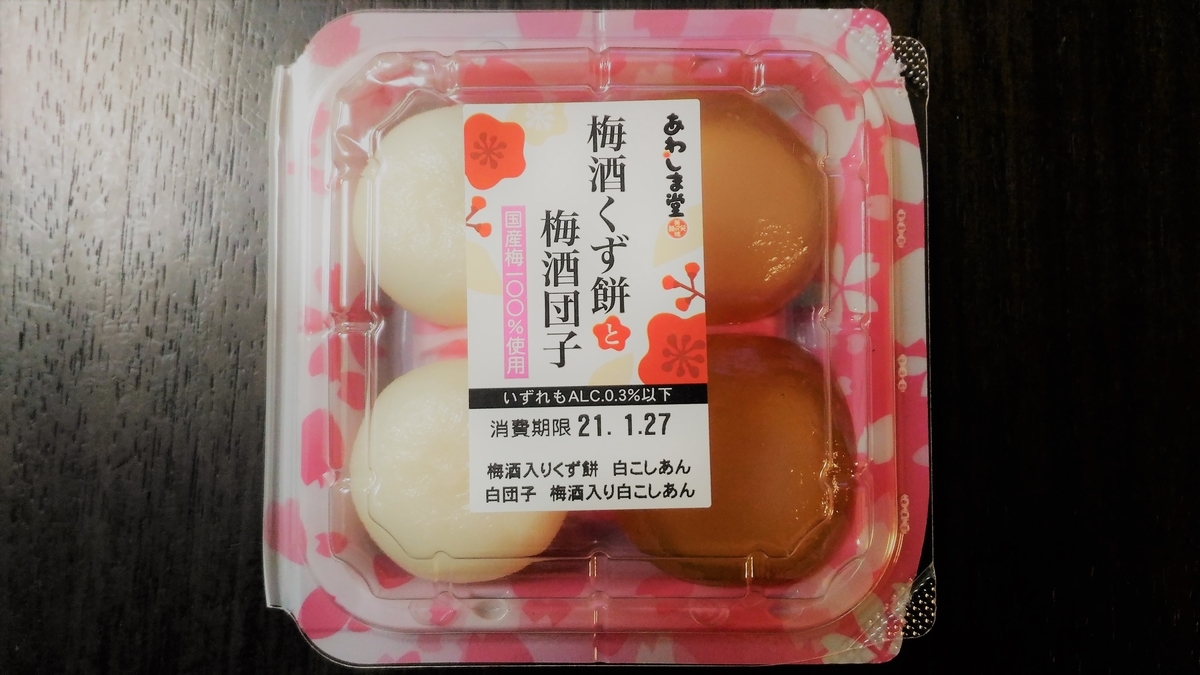 あわしま堂
梅酒くず餅と
梅酒団子
国産梅一〇〇%使用
いずれもALC.0.3%以下
消費期限 21. 1.27
梅酒入りくず餅 白こしあん
白団子 梅酒入り白こしあん